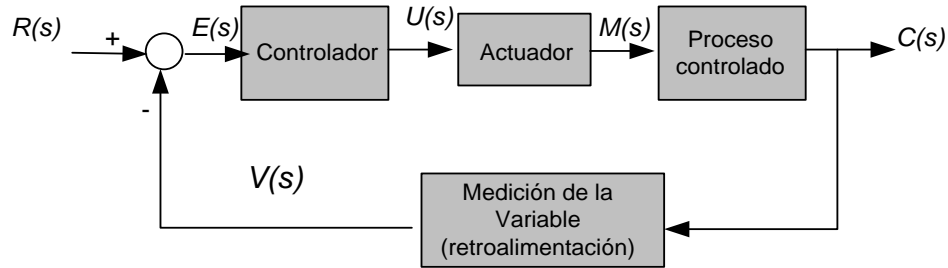 R(s)
+
E(s)
Controlador
U(s)
Actuador
M(s)
Proceso
controlado
C(s)
-
V(s)
Medición de la
Variable
(retroalimentación)